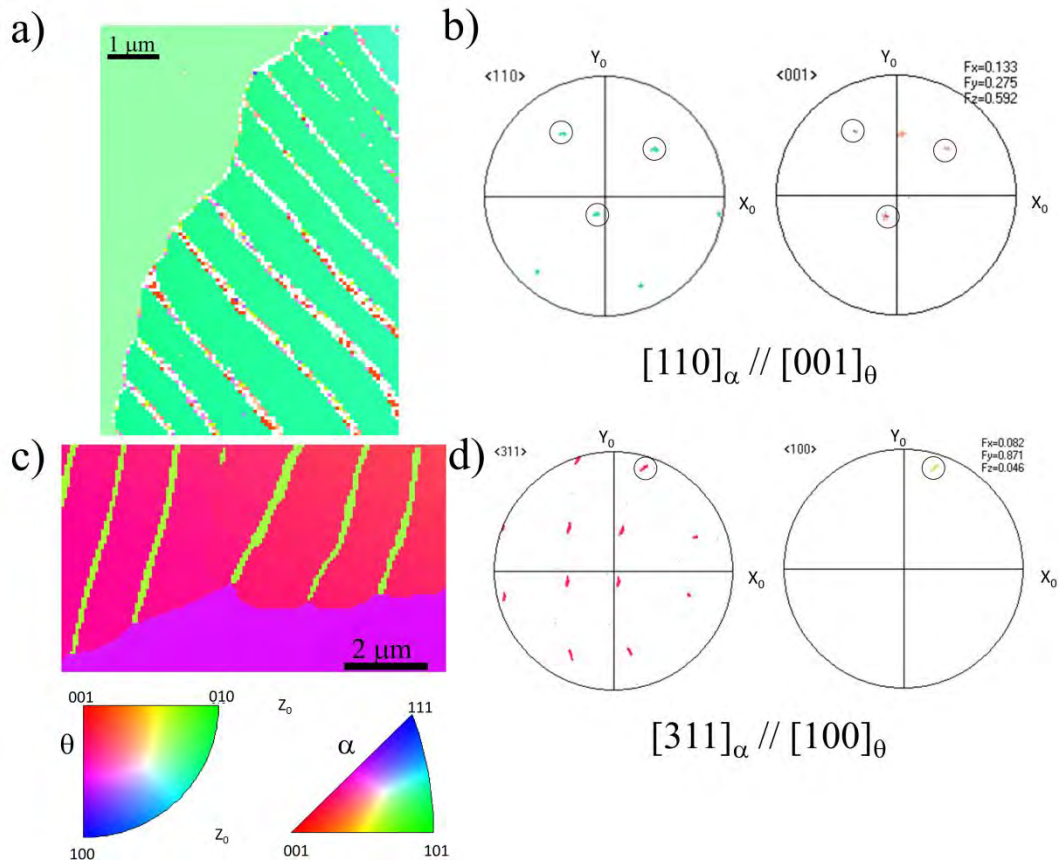 a)
1 μm
b)
Y₀
<110>
X₀
Y₀
<001>
Fx=0.133
Fy=0.275
Fz=0.592
X₀
[110]α // [001]θ
c)
2 μm
d)
Y₀
<311>
X₀
Y₀
<100>
Fx=0.082
Fy=0.871
Fz=0.046
X₀
[311]α // [100]θ
001
010
θ
100
Z₀
Z₀
111
α
001
101